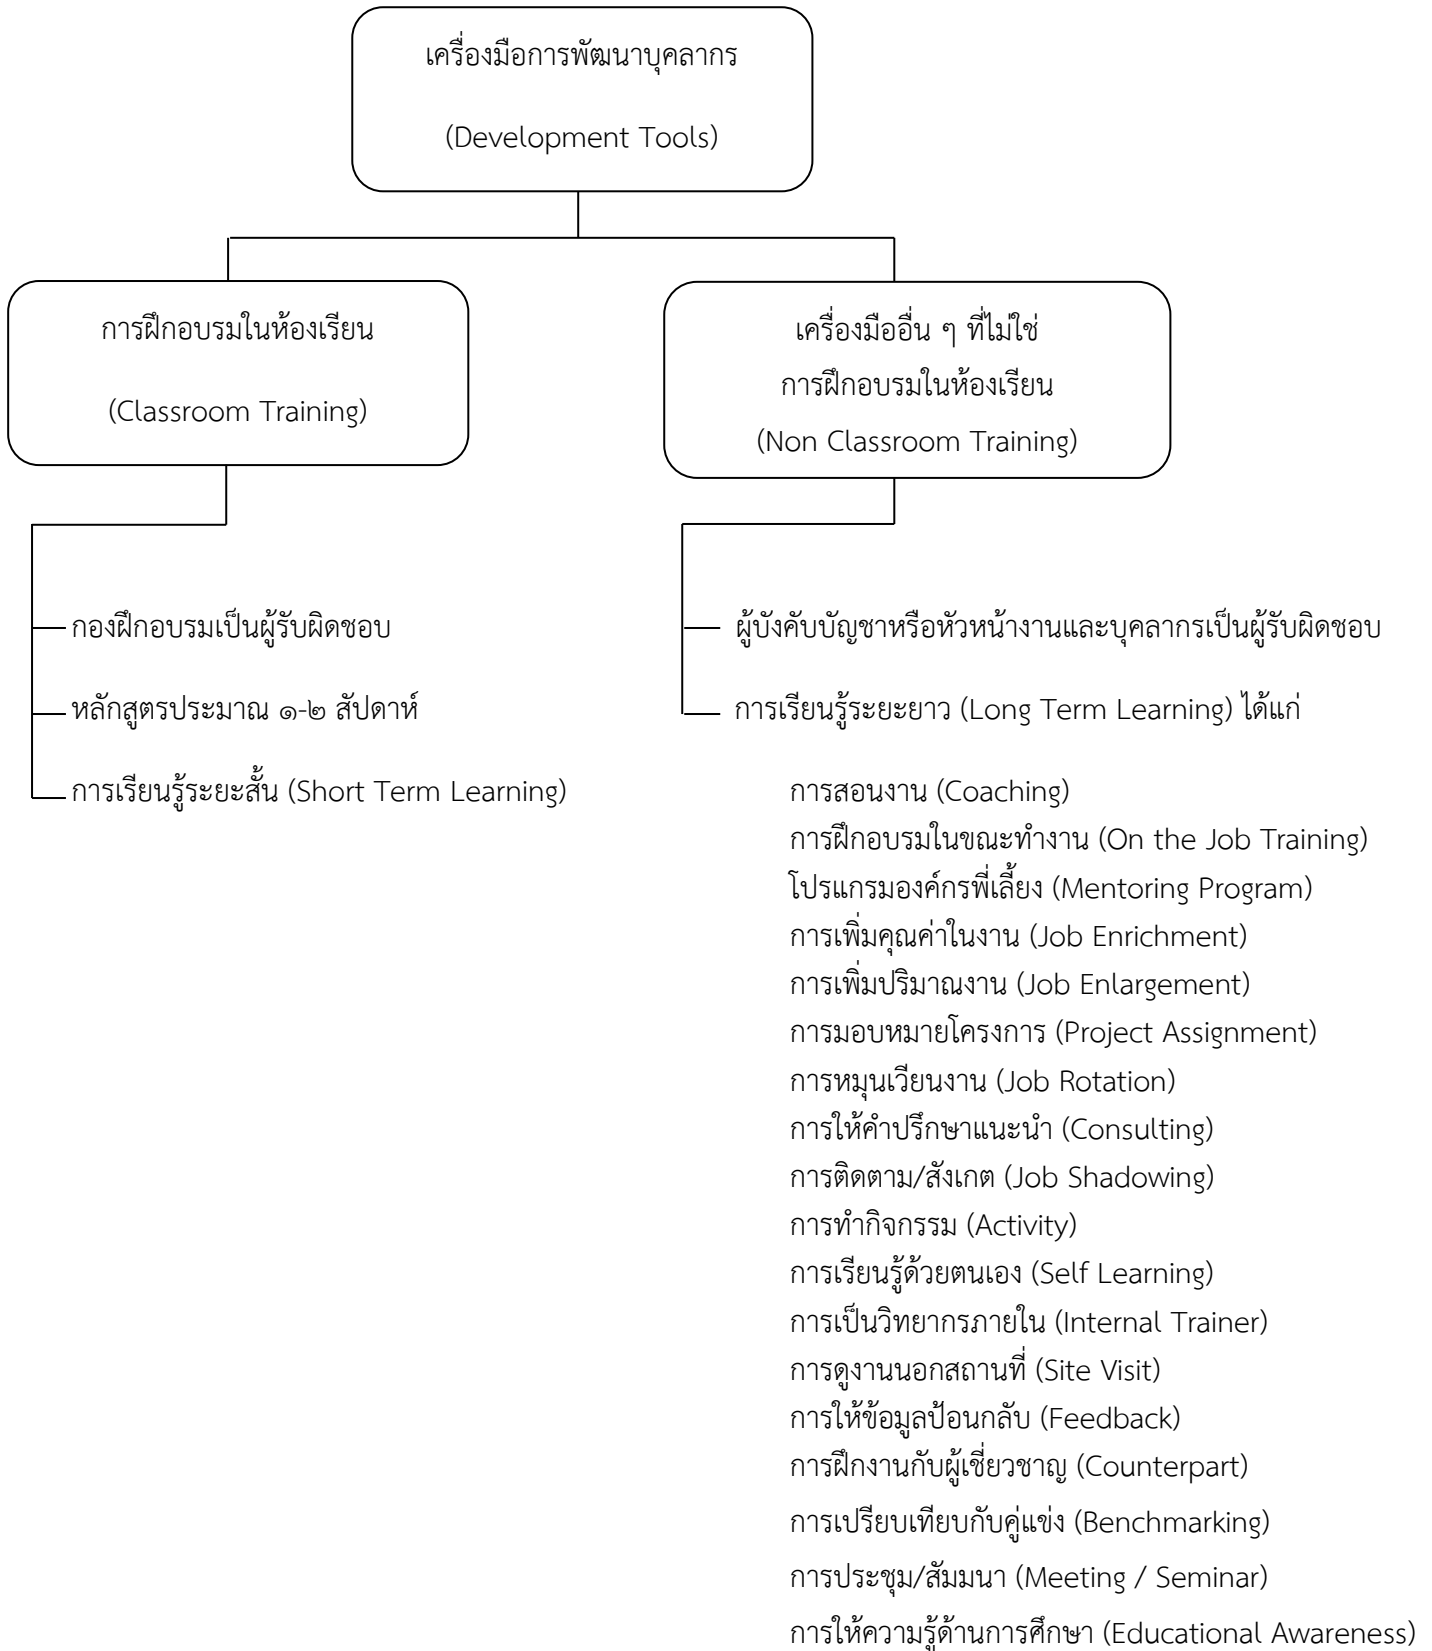 เครื่องมือการพัฒนาบุคลากร
(Development Tools)
การฝึกอบรมในห้องเรียน
(Classroom Training)
เครื่องมืออื่น ๆ ที่ไม่ใช่
การฝึกอบรมในห้องเรียน
(Non Classroom Training)
กองฝึกอบรมเป็นผู้รับผิดชอบ
หลักสูตรประมาณ ๑-๒ สัปดาห์
การเรียนรู้ระยะสั้น (Short Term Learning)
ผู้บังคับบัญชาหรือหัวหน้างานและบุคลากรเป็นผู้รับผิดชอบ
การเรียนรู้ระยะยาว (Long Term Learning) ได้แก่
การสอนงาน (Coaching)
การฝึกอบรมในขณะทำงาน (On the Job Training)
โปรแกรมองค์กรพี่เลี้ยง (Mentoring Program)
การเพิ่มคุณค่าในงาน (Job Enrichment)
การเพิ่มปริมาณงาน (Job Enlargement)
การมอบหมายโครงการ (Project Assignment)
การหมุนเวียนงาน (Job Rotation)
การให้คำปรึกษาแนะนำ (Consulting)
การติดตาม/สังเกต (Job Shadowing)
การทำกิจกรรม (Activity)
การเรียนรู้ด้วยตนเอง (Self Learning)
การเป็นวิทยากรภายใน (Internal Trainer)
การดูงานนอกสถานที่ (Site Visit)
การให้ข้อมูลป้อนกลับ (Feedback)
การฝึกงานกับผู้เชี่ยวชาญ (Counterpart)
การเปรียบเทียบกับคู่แข่ง (Benchmarking)
การประชุม/สัมมนา (Meeting / Seminar)
การให้ความรู้ด้านการศึกษา (Educational Awareness)